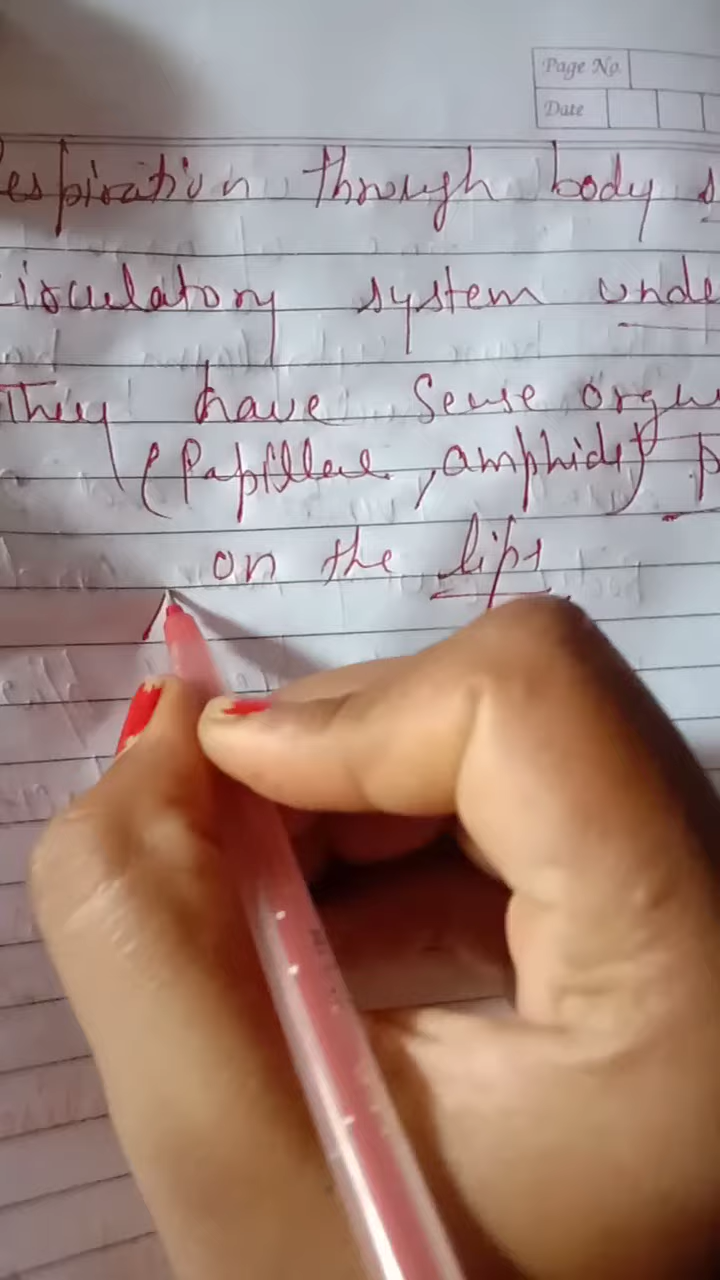 Page No.
Date
espiration through body s
irculatory system unde
They have Sense orga
(Papillae, amphids) p
on the lips